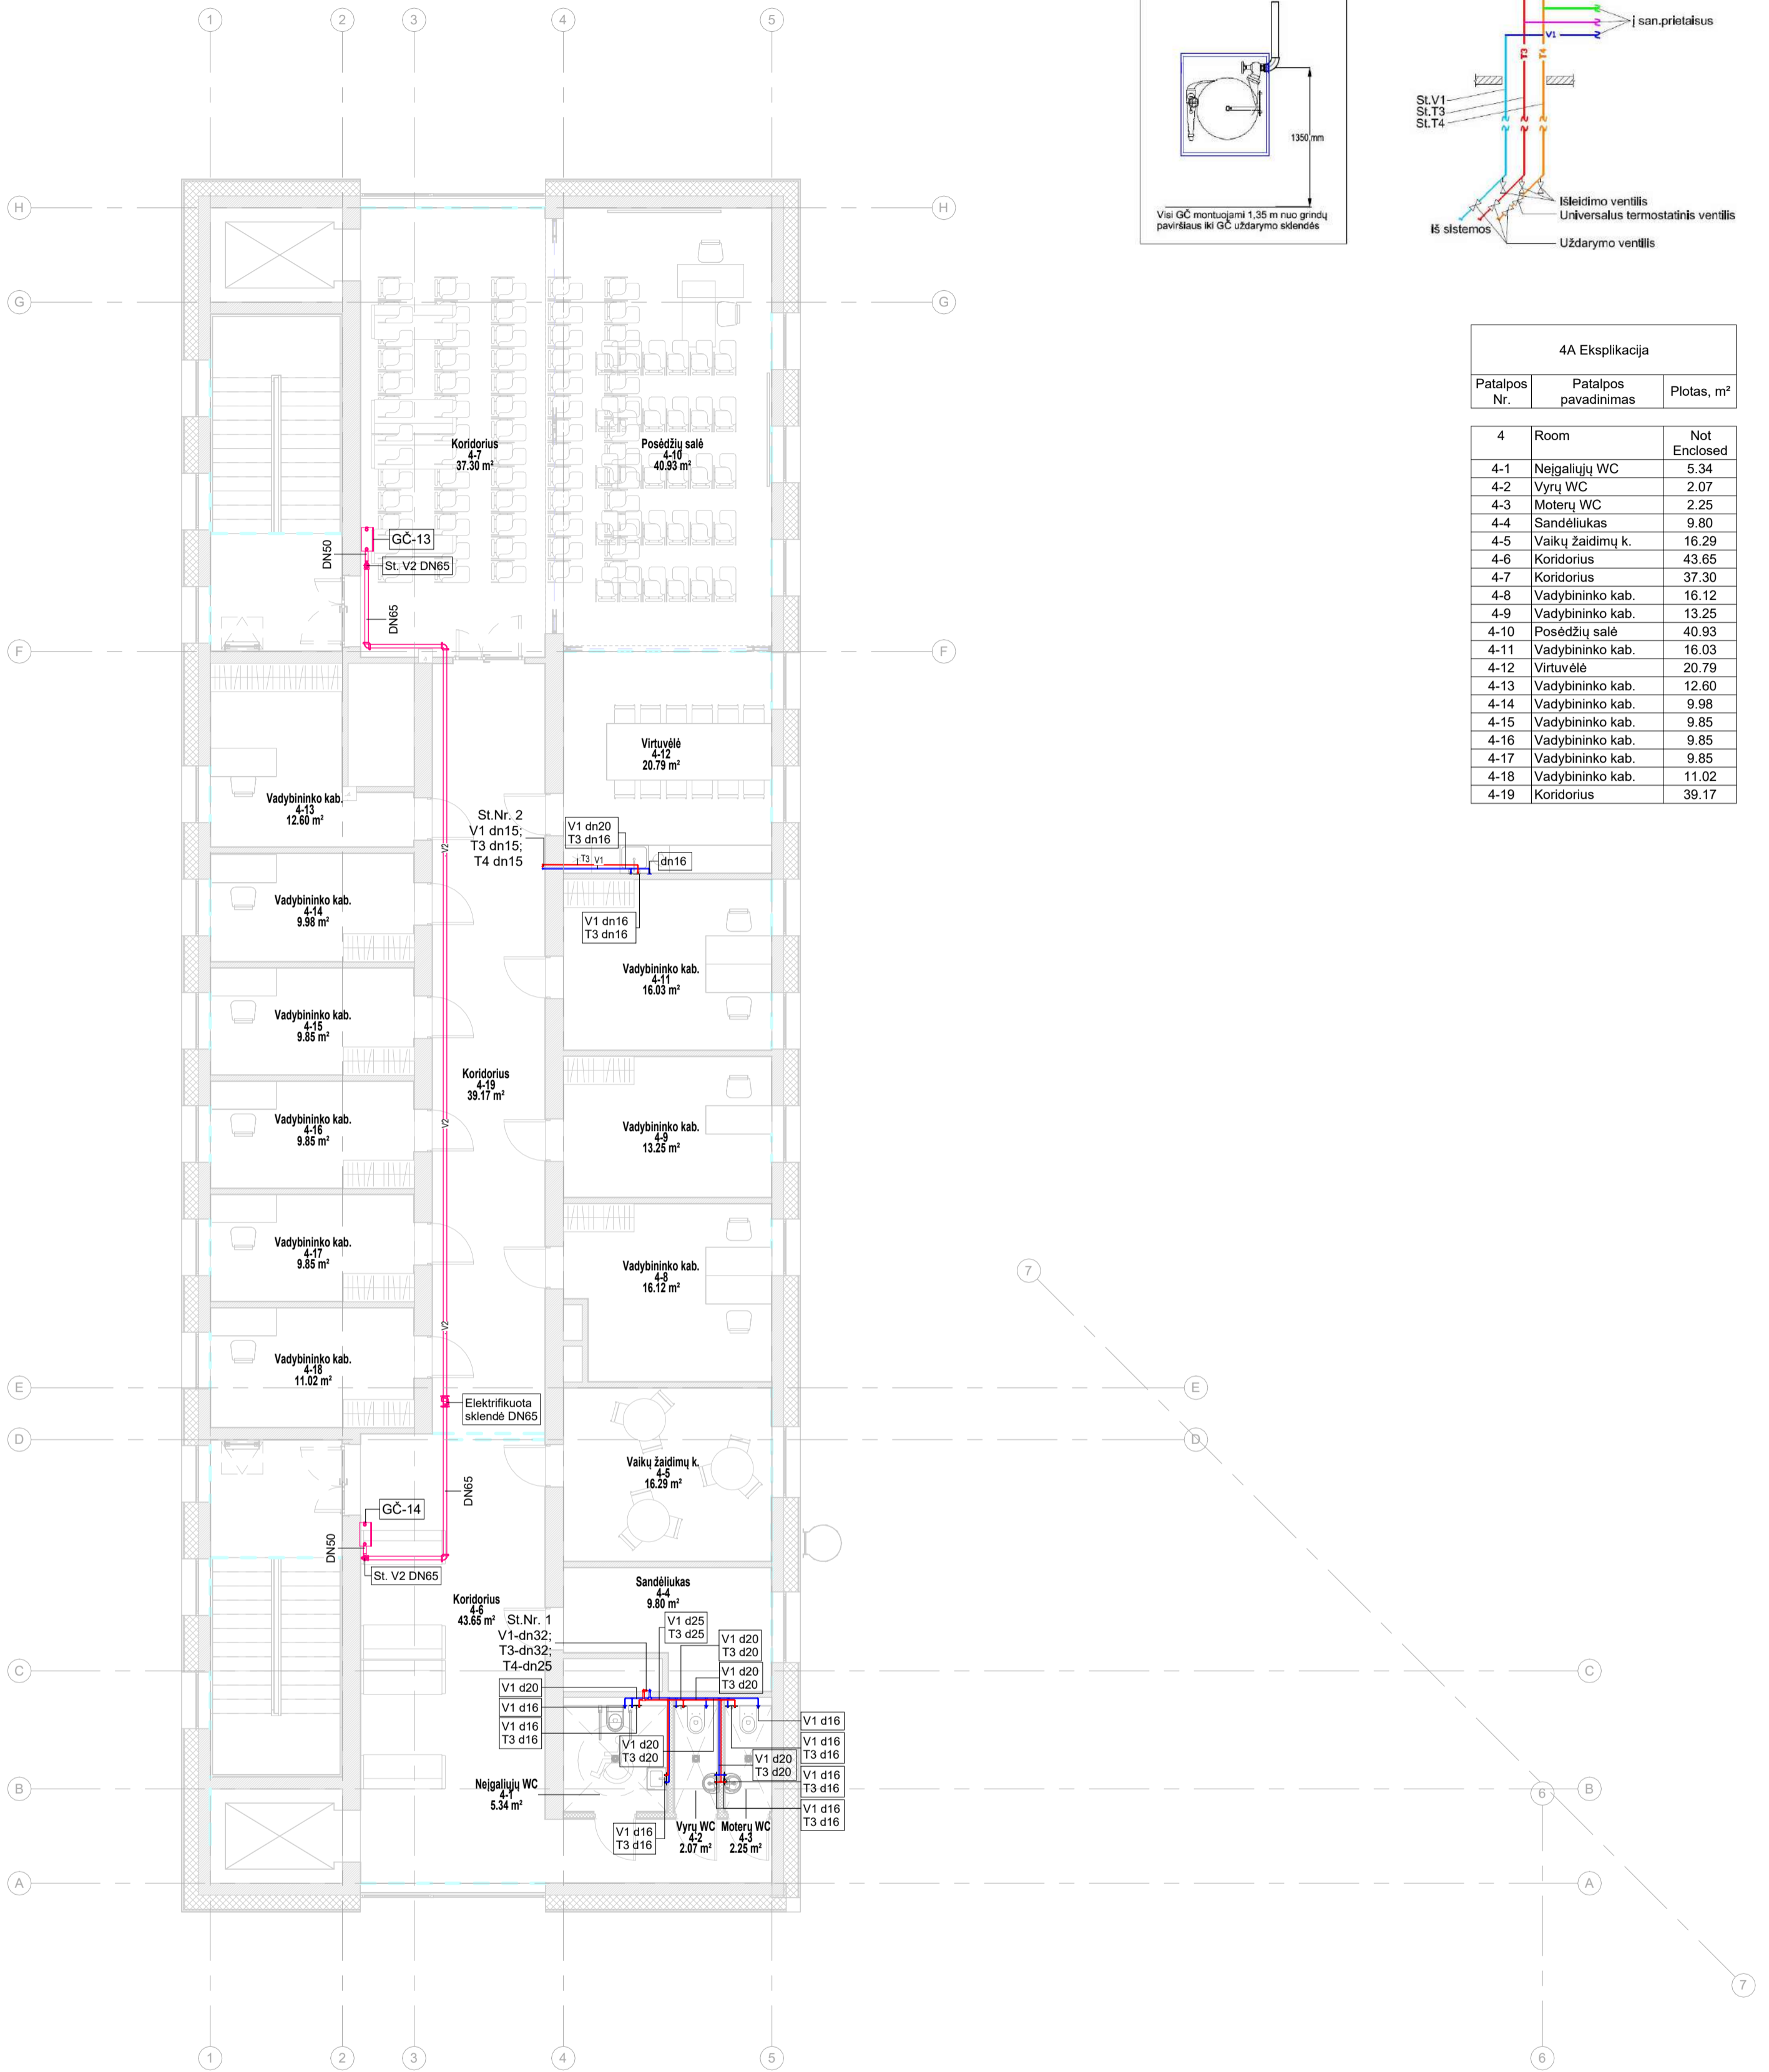 1
2
3
4
5
į san.prietaisus
V1
T3
T4
St.V1
St.T3
St.T4
1350 mm
Visi GČ montuojami 1,35 m nuo grindų
paviršiaus iki GČ uždarymo sklendės
Išleidimo ventilis
Universalus termostatinis ventilis
iš sistemos
Uždarymo ventilis
H
H
G
G
4A Eksplikacija
Patalpos Nr. Patalpos pavadinimas Plotas, m²
4 Room Not Enclosed
4-1 Neįgaliųjų WC 5.34
4-2 Vyrų WC 2.07
4-3 Moterų WC 2.25
4-4 Sandėliukas 9.80
4-5 Vaikų žaidimų k. 16.29
4-6 Koridorius 43.65
4-7 Koridorius 37.30
4-8 Vadybininko kab. 16.12
4-9 Vadybininko kab. 13.25
4-10 Posėdžių salė 40.93
4-11 Vadybininko kab. 16.03
4-12 Virtuvėlė 20.79
4-13 Vadybininko kab. 12.60
4-14 Vadybininko kab. 9.98
4-15 Vadybininko kab. 9.85
4-16 Vadybininko kab. 9.85
4-17 Vadybininko kab. 9.85
4-18 Vadybininko kab. 11.02
4-19 Koridorius 39.17
Koridorius
4-7
37.30 m²
Posėdžių salė
4-10
40.93 m²
GČ-13
DN50
St. V2 DN65
DN65
F
F
Virtuvėlė
4-12
20.79 m²
Vadybininko kab.
4-13
12.60 m²
St.Nr. 2
V1 dn15;
T3 dn15;
T4 dn15
V1 dn20
T3 dn16
T3 V1
dn16
V2
V1 dn16
T3 dn16
Vadybininko kab.
4-14
9.98 m²
Vadybininko kab.
4-11
16.03 m²
Vadybininko kab.
4-15
9.85 m²
Koridorius
4-19
39.17 m²
V2
Vadybininko kab.
4-16
9.85 m²
Vadybininko kab.
4-9
13.25 m²
Vadybininko kab.
4-17
9.85 m²
Vadybininko kab.
4-8
16.12 m²
7
V2
Vadybininko kab.
4-18
11.02 m²
E
E
Elektrifikuota
sklendė DN65
D
D
Vaikų žaidimų k.
4-5
16.29 m²
DN65
GČ-14
DN50
St. V2 DN65
Sandėliukas
4-4
9.80 m²
Koridorius
4-6
43.65 m²
St.Nr. 1
V1-dn32;
T3-dn32;
T4-dn25
V1 d25
T3 d25
V1 d20
T3 d20
V1 d20
T3 d20
C
C
V1 d20
V1 d16
V1 d16
T3 d16
V1 d20
T3 d20
V1 d20
T3 d20
V1 d16
V1 d16
T3 d16
V1 d16
T3 d16
V1 d16
T3 d16
B
B
6
Neįgaliųjų WC
4-1
5.34 m²
V1 d16
T3 d16
Vyrų WC
4-2
2.07 m²
Moterų WC
4-3
2.25 m²
A
A
7
1
2
3
4
5
6